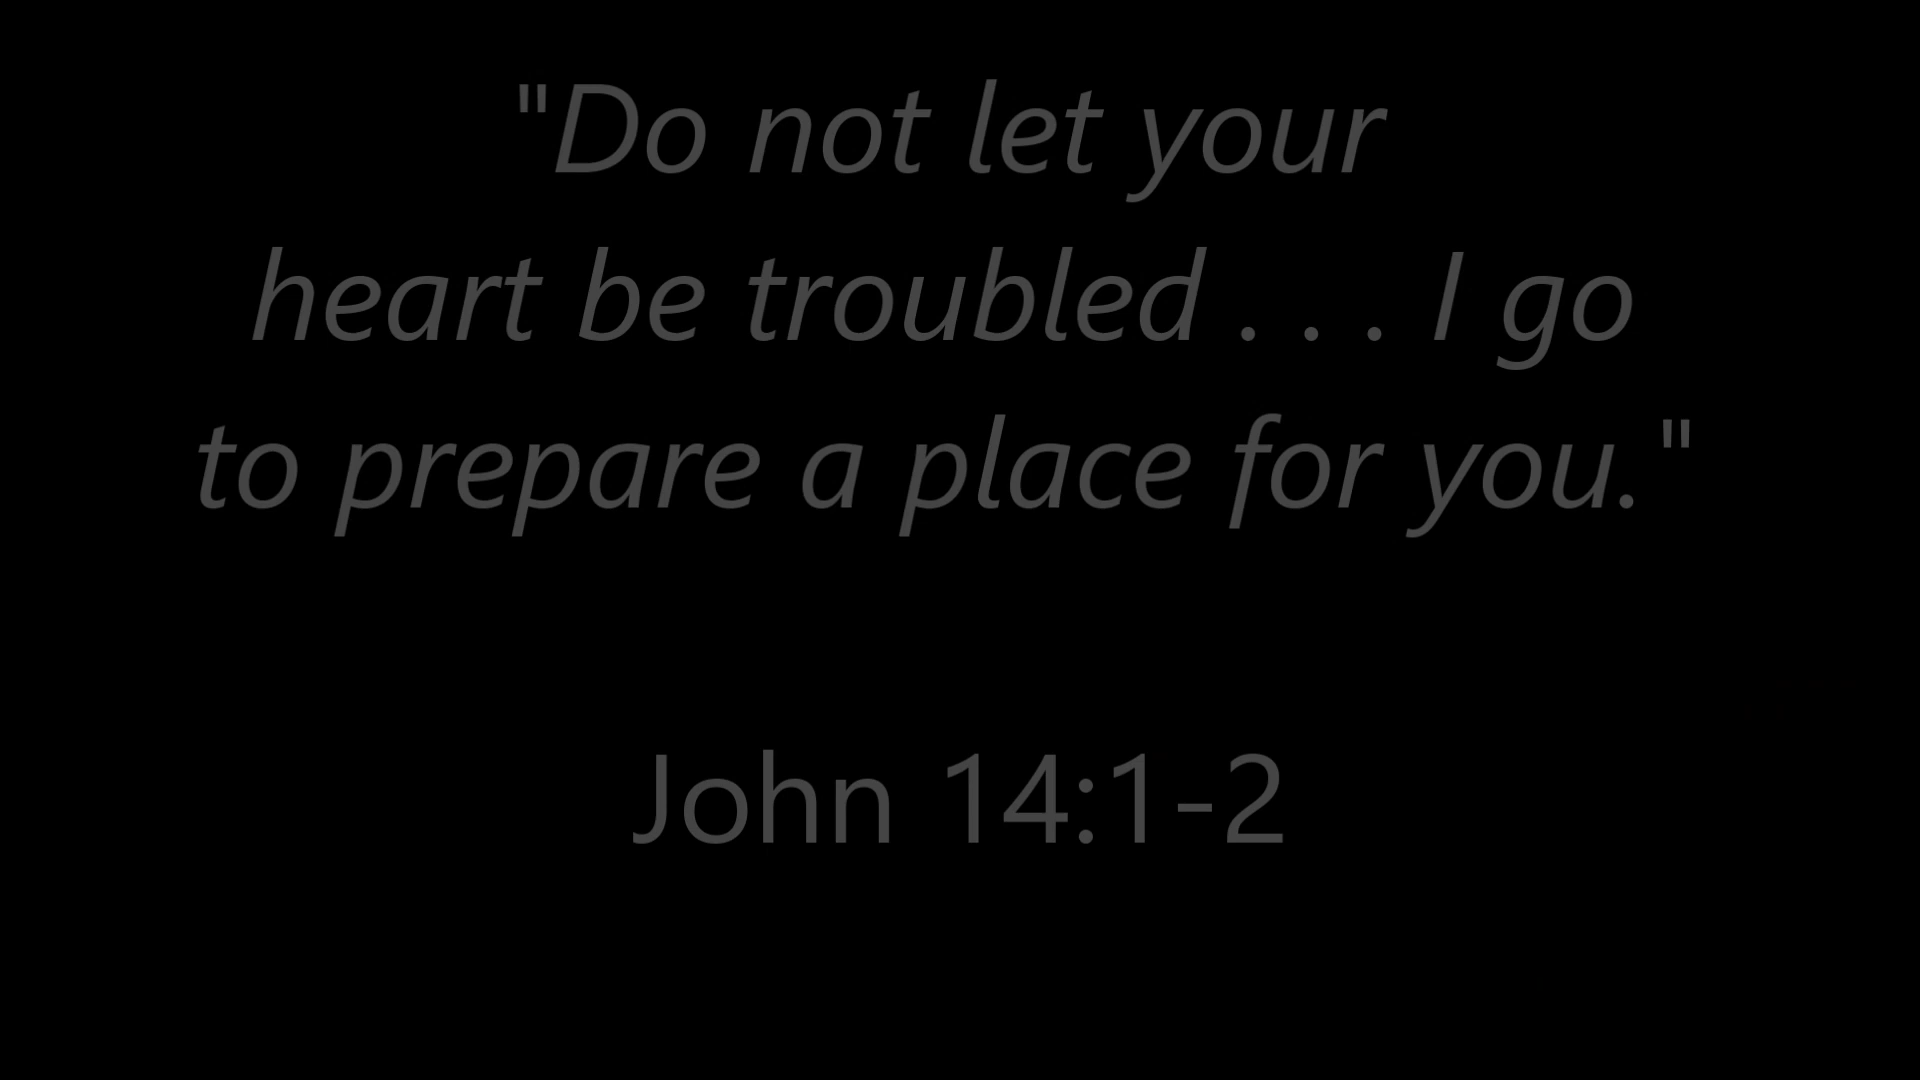 "Do not let your
heart be troubled . . . I go
to prepare a place for you."
John 14:1-2